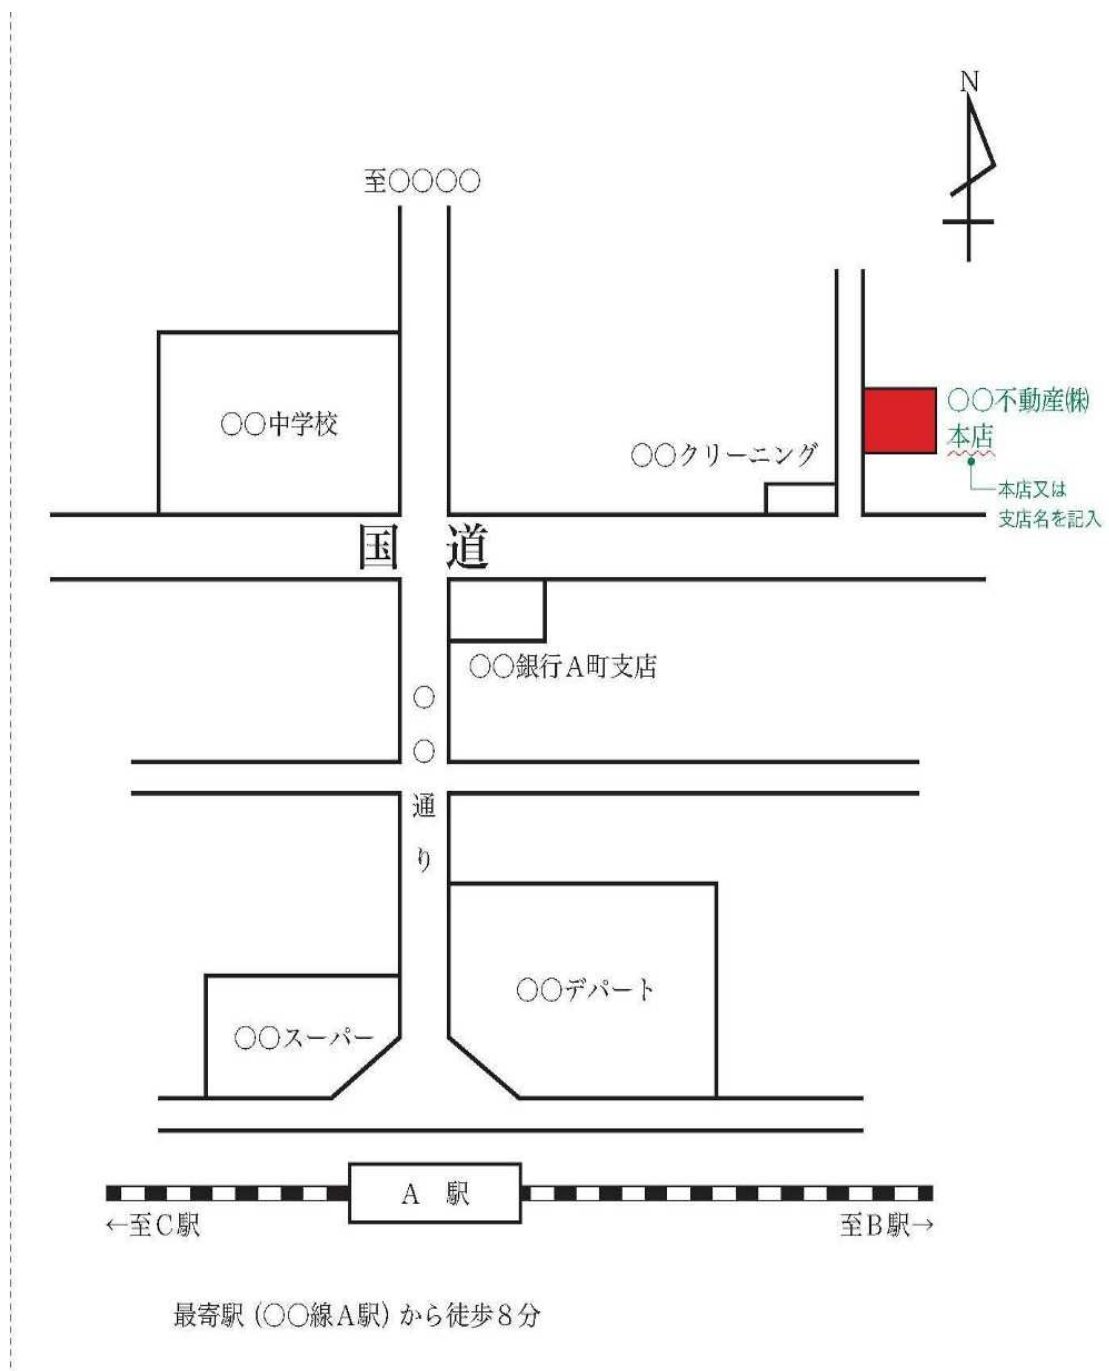 N
至○○○○
○○中学校
○○クリーニング
○○不動産㈱
本店
本店又は
支店名を記入
国　道
○○銀行A町支店
○○通り
○○デパート
○○スーパー
A　駅
←至C駅
至B駅→
最寄駅（○○線A駅）から徒歩８分